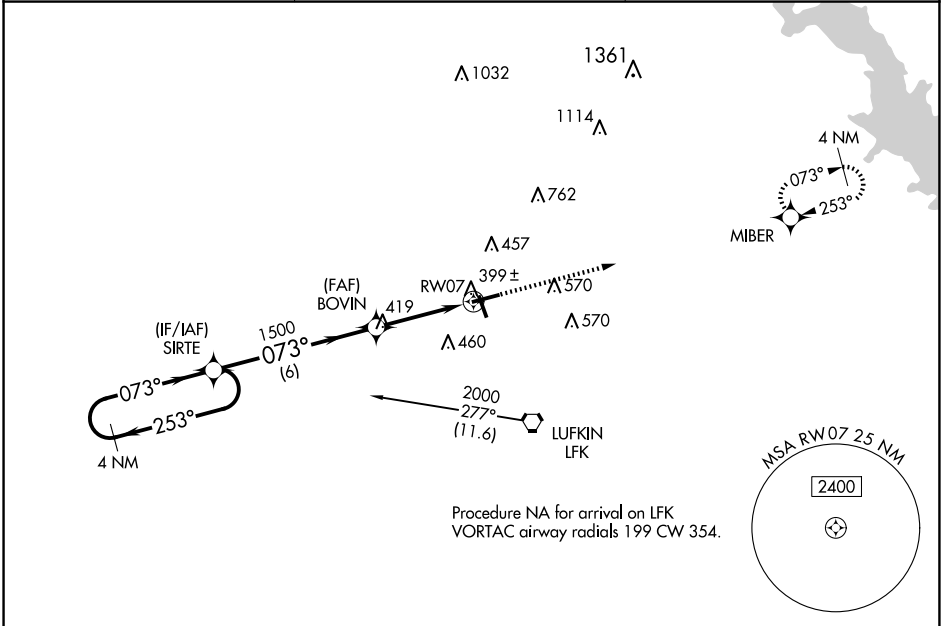 1361
1032
1114
4 NM
073°
762
253°
MIBER
457
RW07
399 ±
570
(FAF)
BOVIN
419
570
(IF/IAF)
SIRTE
1500
073°
(6)
460
073°
253°
4 NM
2000
277°
(11.6)
LUFKIN
LFK
MSA RW07 25 NM
2400
Procedure NA for arrival on LFK
VORTAC airway radials 199 CW 354.